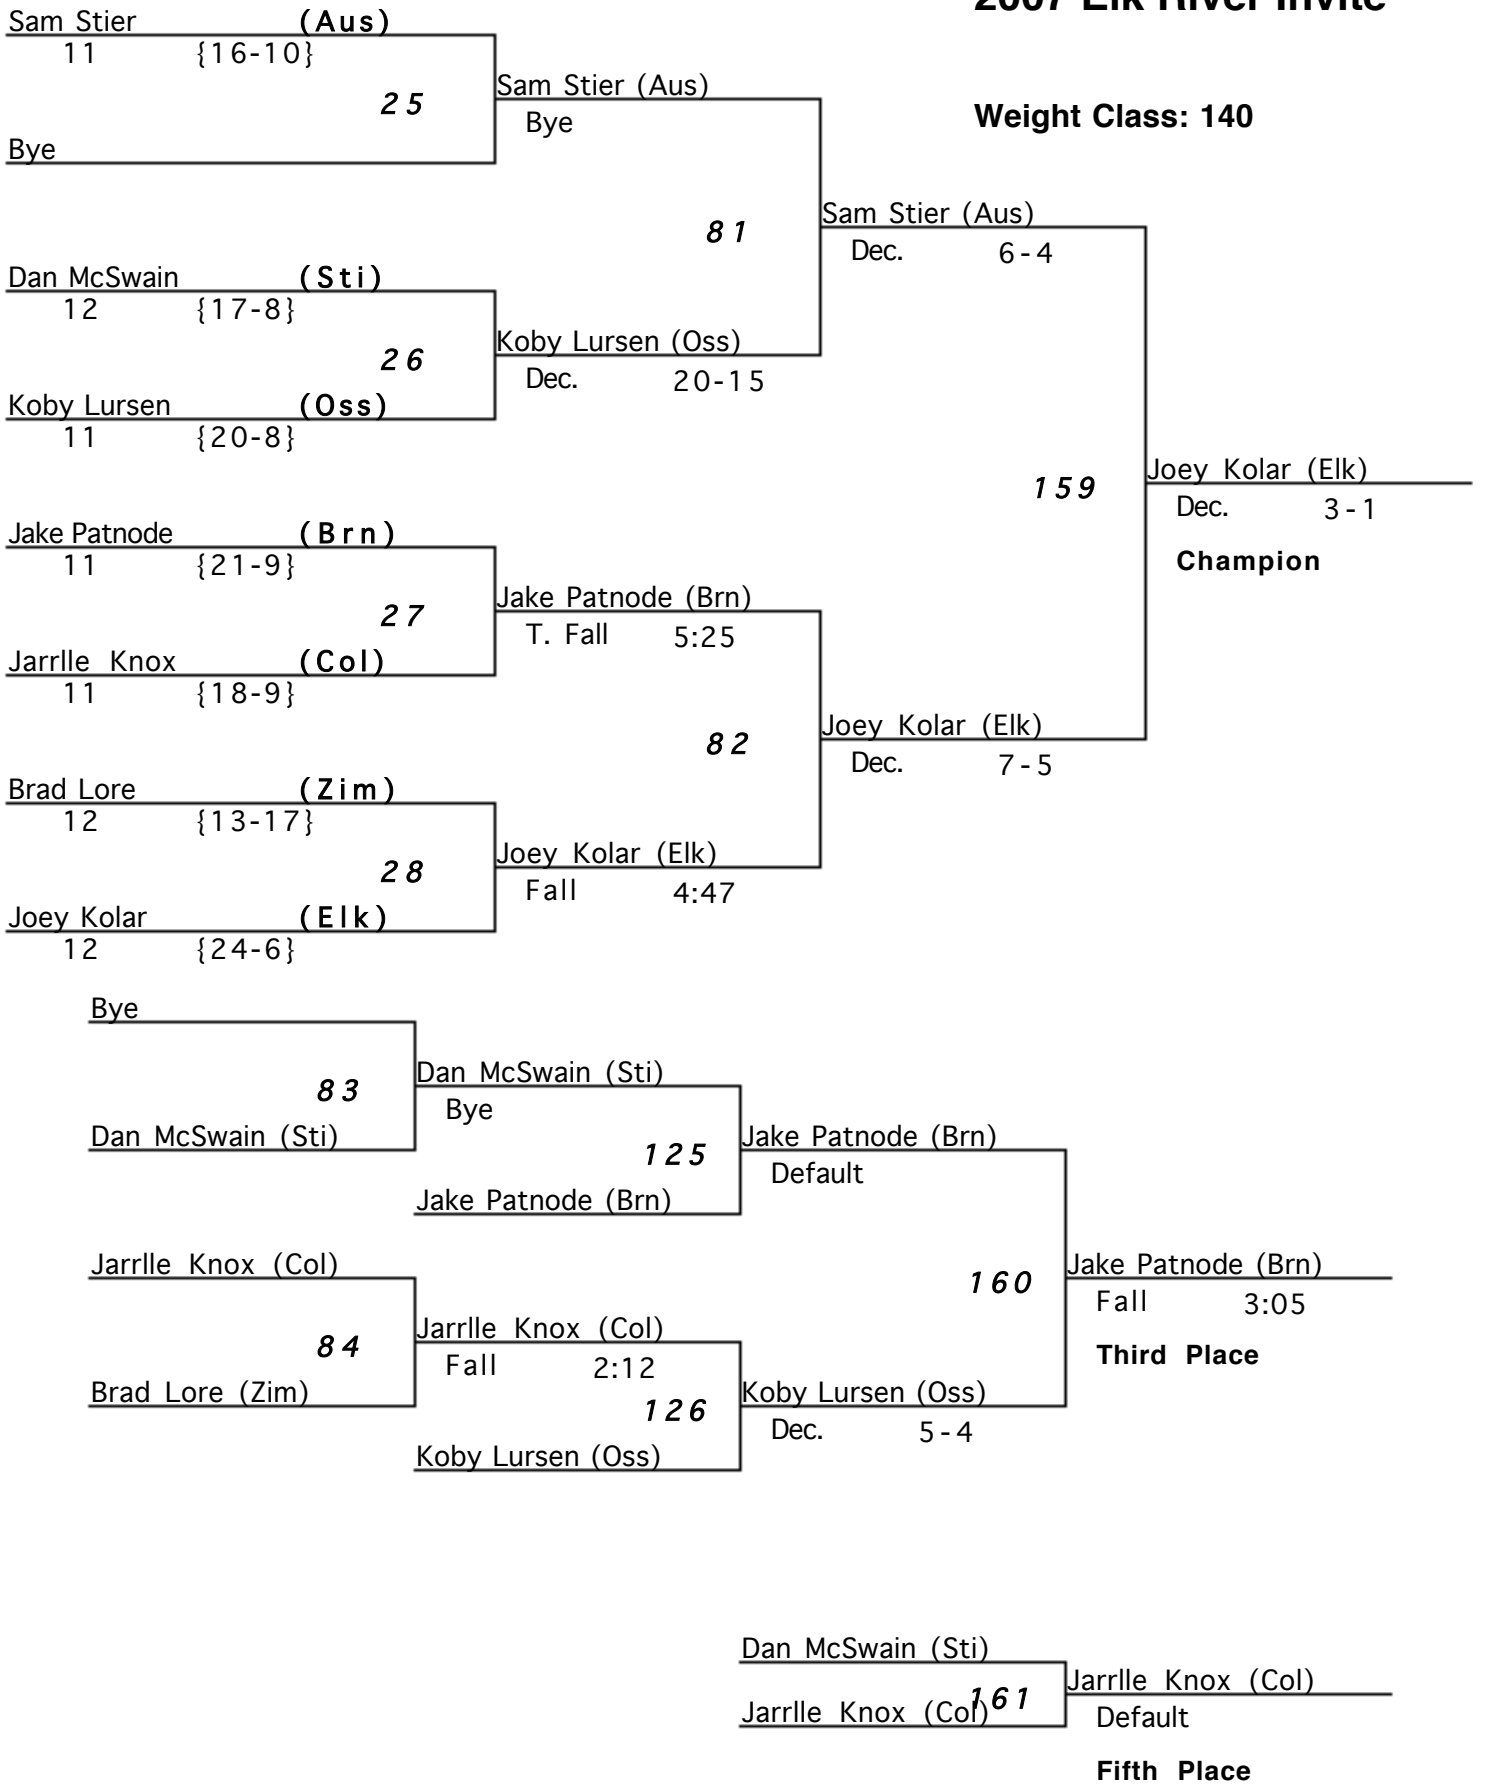 2007 Elk River Invite
Sam Stier (Aus)
11 {16-10}
Sam Stier (Aus)
25
Weight Class: 140
Bye
Bye
Sam Stier (Aus)
81
Dec. 6-4
Dan McSwain (Sti)
12 {17-8}
Koby Lursen (Oss)
26
Dec. 20-15
Koby Lursen (Oss)
11 {20-8}
Joey Kolar (Elk)
159
Dec. 3-1
Jake Patnode (Brn)
11 {21-9}
Champion
Jake Patnode (Brn)
27
T. Fall 5:25
Jarrlle Knox (Col)
11 {18-9}
Joey Kolar (Elk)
82
Dec. 7-5
Brad Lore (Zim)
12 {13-17}
Joey Kolar (Elk)
28
Fall 4:47
Joey Kolar (Elk)
12 {24-6}
Bye
Dan McSwain (Sti)
83
Bye
Dan McSwain (Sti)
Jake Patnode (Brn)
125
Default
Jake Patnode (Brn)
Jarrlle Knox (Col)
Jake Patnode (Brn)
160
Fall 3:05
Jarrlle Knox (Col)
84
Fall 2:12
Third Place
Brad Lore (Zim)
Koby Lursen (Oss)
126
Dec. 5-4
Koby Lursen (Oss)
Dan McSwain (Sti)
Jarrlle Knox (Col)
161
Jarrlle Knox (Col)
Default
Fifth Place